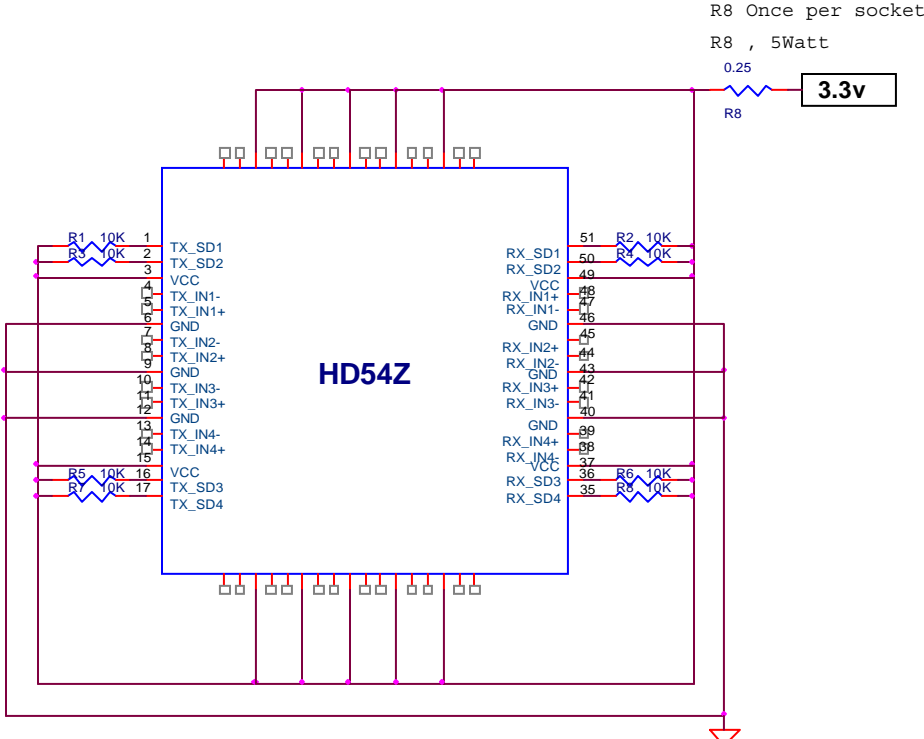 R8 Once per socket
R8 , 5Watt
0.25
3.3v
R8
R1 10K 1 TX_SD1
R3 10K 2 TX_SD2
3 VCC
4 TX_IN1-
5 TX_IN1+
6 GND
7 TX_IN2-
8 TX_IN2+
9 GND
10 TX_IN3-
11 TX_IN3+
12 GND
13 TX_IN4-
14 TX_IN4+
15 VCC
R5 10K 16 TX_SD3
R7 10K 17 TX_SD4
HD54Z
RX_SD1 51 R2 10K
RX_SD2 50 R4 10K
VCC 49
RX_IN1+ 48
RX_IN1- 47
GND 46
RX_IN2+ 45
RX_IN2- 44
GND 43
RX_IN3+ 42
RX_IN3- 41
GND 40
RX_IN4+ 39
RX_IN4- 38
VCC 37
RX_SD3 36 R6 10K
RX_SD4 35 R8 10K